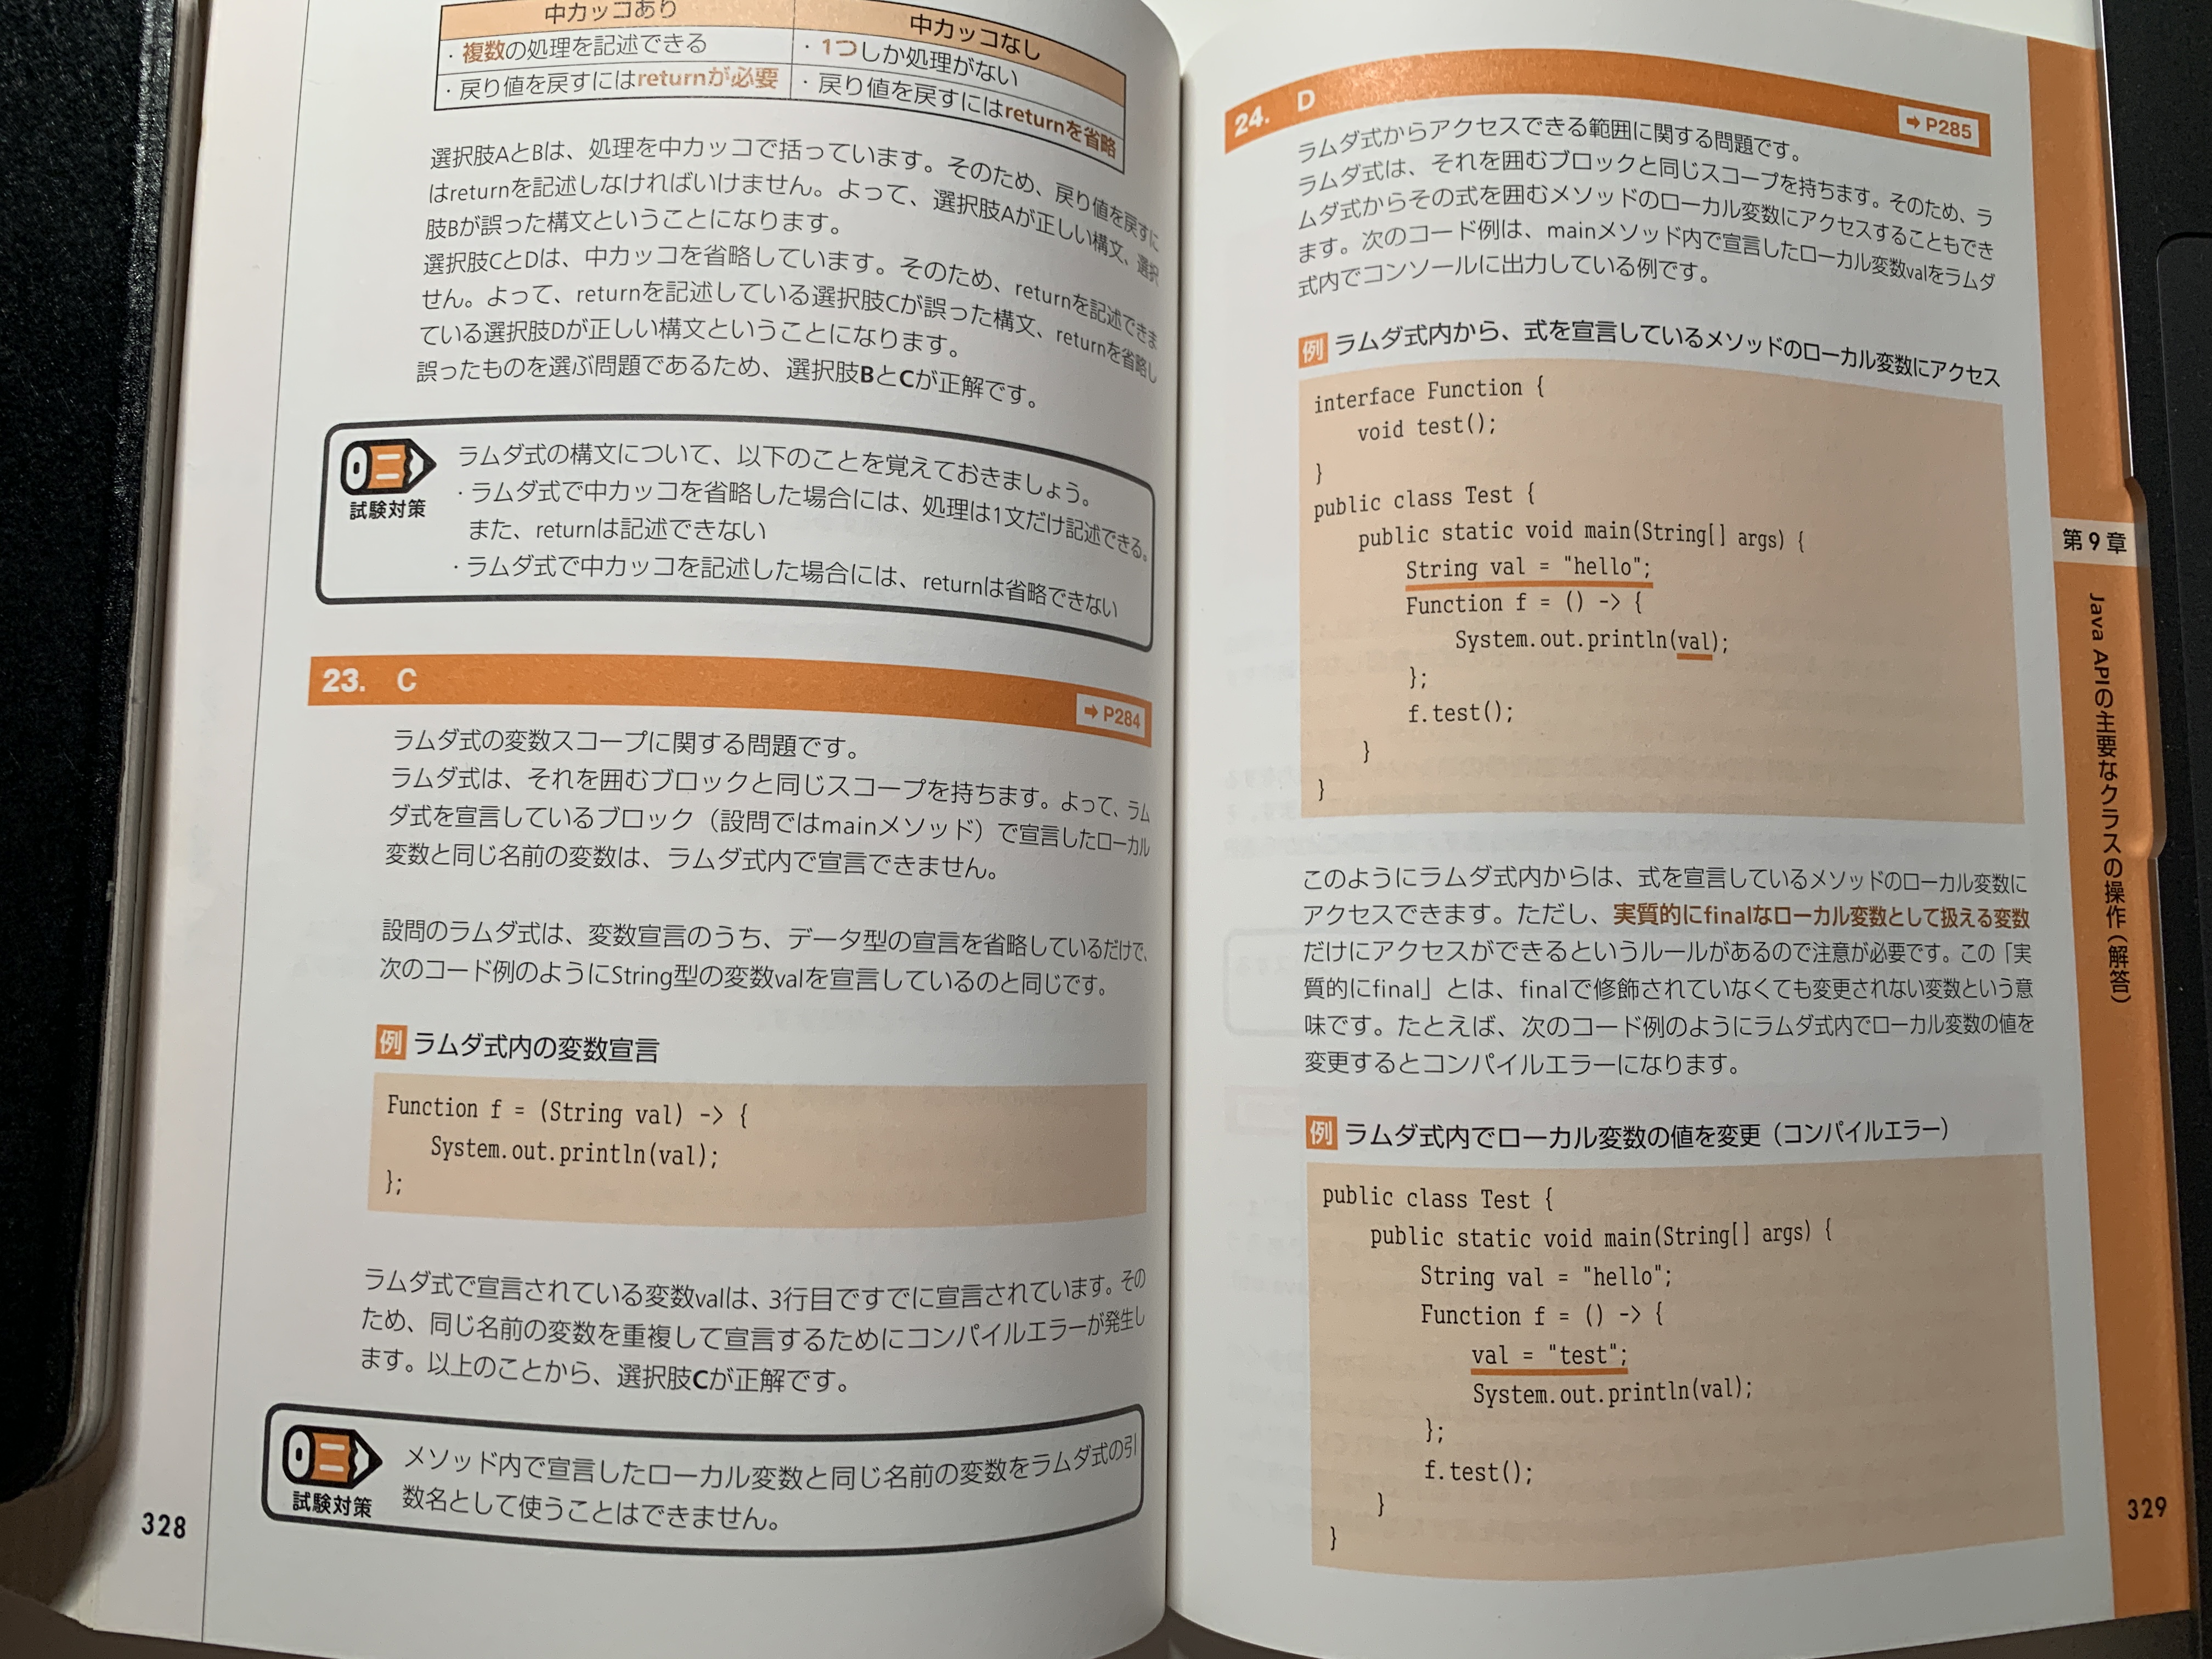 中カッコあり
中カッコなし
・複数の処理を記述できる
・1つしか処理がない
・戻り値を戻すにはreturnが必要
・戻り値を戻すにはreturnを省略
選択肢AとBは、処理を中カッコで括っています。そのため、戻り値を戻すに
はreturnを記述しなければいけません。よって、選択肢Aが正しい構文、選択
肢Bが誤った構文ということになります。
選択肢CとDは、中カッコを省略しています。そのため、returnを記述できま
せん。よって、returnを記述している選択肢Cが誤った構文、returnを省略し
ている選択肢Dが正しい構文ということになります。
誤ったものを選ぶ問題であるため、選択肢BとCが正解です。
試験対策
ラムダ式の構文について、以下のことを覚えておきましょう。
・ラムダ式で中カッコを省略した場合には、処理は1文だけ記述できる。
また、returnは記述できない
・ラムダ式で中カッコを記述した場合には、returnは省略できない
23. C
➡ P284
ラムダ式の変数スコープに関する問題です。
ラムダ式は、それを囲むブロックと同じスコープを持ちます。よって、ラム
ダ式を宣言しているブロック（設問ではmainメソッド）で宣言したローカル
変数と同じ名前の変数は、ラムダ式内で宣言できません。
設問のラムダ式は、変数宣言のうち、データ型の宣言を省略しているだけで、
次のコード例のようにString型の変数valを宣言しているのと同じです。
例 ラムダ式内の変数宣言
Function f = (String val) -> {
System.out.println(val);
};
ラムダ式で宣言されている変数valは、3行目ですでに宣言されています。その
ため、同じ名前の変数を重複して宣言するためにコンパイルエラーが発生し
ます。以上のことから、選択肢Cが正解です。
試験対策
メソッド内で宣言したローカル変数と同じ名前の変数をラムダ式の引
数名として使うことはできません。
328
24. D
➡ P285
ラムダ式からアクセスできる範囲に関する問題です。
ラムダ式は、それを囲むブロックと同じスコープを持ちます。そのため、ラ
ムダ式からその式を囲むメソッドのローカル変数にアクセスすることもでき
ます。次のコード例は、mainメソッド内で宣言したローカル変数valをラムダ
式内でコンソールに出力している例です。
例 ラムダ式内から、式を宣言しているメソッドのローカル変数にアクセス
interface Function {
void test();
}
public class Test {
public static void main(String[] args) {
String val = "hello";
Function f = () -> {
System.out.println(val);
};
f.test();
}
}
このようにラムダ式内からは、式を宣言しているメソッドのローカル変数に
アクセスできます。ただし、実質的にfinalなローカル変数として扱える変数
だけにアクセスができるというルールがあるので注意が必要です。この「実
質的にfinal」とは、finalで修飾されていなくても変更されない変数という意
味です。たとえば、次のコード例のようにラムダ式内でローカル変数の値を
変更するとコンパイルエラーになります。
例 ラムダ式内でローカル変数の値を変更（コンパイルエラー）
public class Test {
public static void main(String[] args) {
String val = "hello";
Function f = () -> {
val = "test";
System.out.println(val);
};
f.test();
}
}
第9章
Java APIの主要なクラスの操作（解答）
329